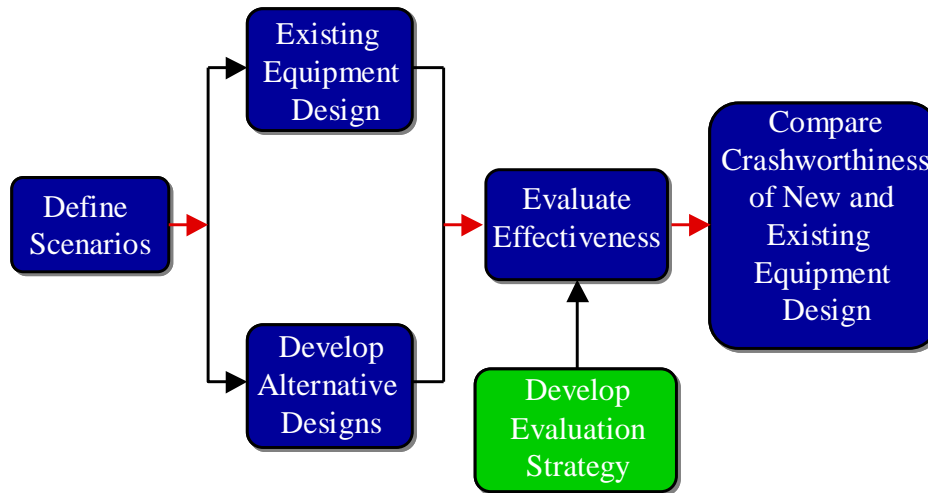 Existing
Equipment
Design
Define
Scenarios
Develop
Alternative
Designs
Evaluate
Effectiveness
Develop
Evaluation
Strategy
Compare
Crashworthiness
of New and
Existing
Equipment
Design